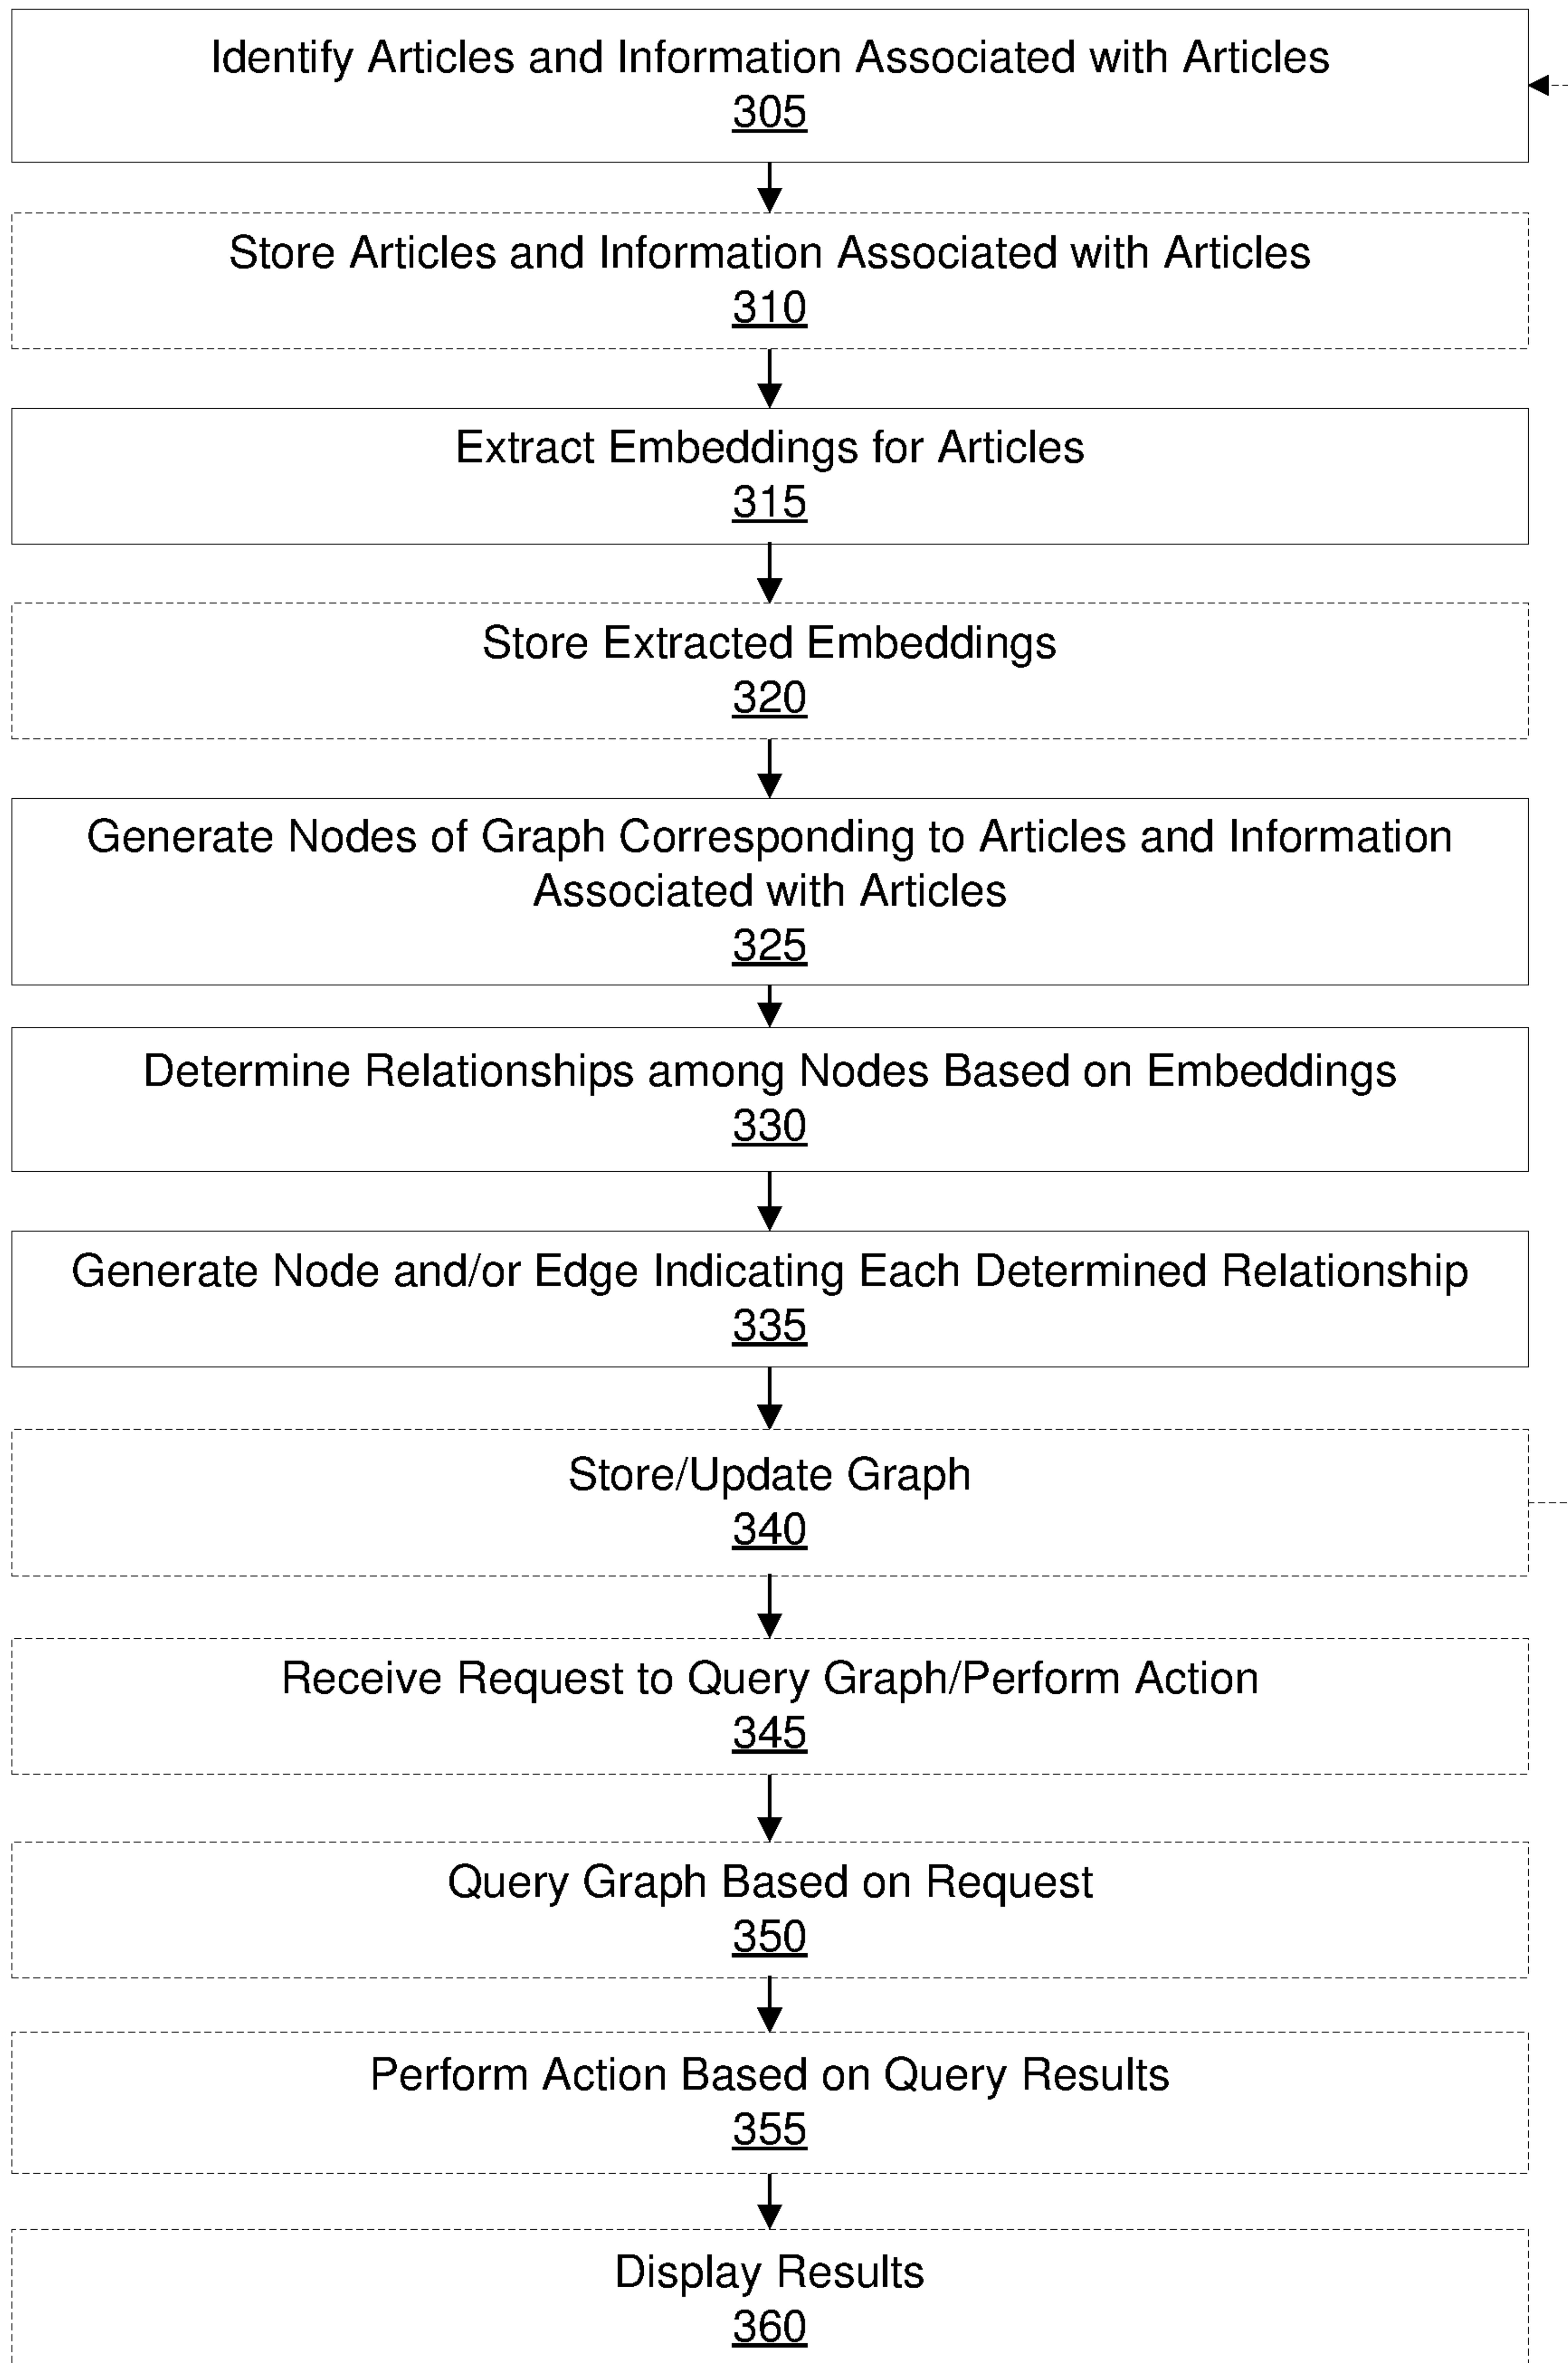 Identify Articles and Information Associated with Articles
305
Store Articles and Information Associated with Articles
310
Extract Embeddings for Articles
315
Store Extracted Embeddings
320
Generate Nodes of Graph Corresponding to Articles and Information
Associated with Articles
325
Determine Relationships among Nodes Based on Embeddings
330
Generate Node and/or Edge Indicating Each Determined Relationship
335
Store/Update Graph
340
Receive Request to Query Graph/Perform Action
345
Query Graph Based on Request
350
Perform Action Based on Query Results
355
Display Results
360